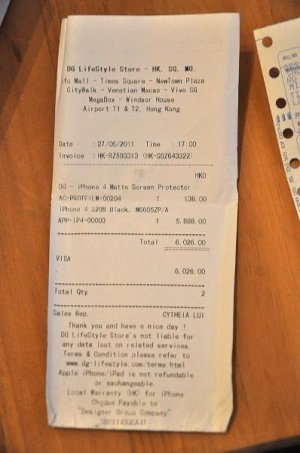 DG LifeStyle Store - HK, SG, MO.
ifc Mall - Times Square - NewTown Plaza
CityWalk - Venetian Macao - Vivo SG
MegaBox - Windsor House
Airport T1 & T2, Hong Kong
Date : 27/06/2011 Time : 17:00
Invoice :HK-RZ693313 (HK-SOZ643322)
HKD
DG - iPhone 4 Matte Screen Protector
AC-PROTFILM-00204 1 138.00
iPhone 4 32GB Black, MC605ZP/A
APP-IP4-00003 1 5,888.00
Total 6,026.00
VISA
6,026.00
Total Qty 2
Sales Rep. CYTHEIA LUI
Thank you and have a nice day !
DG LifeStyle Store's not liable for
any data lost on related services.
Terms & Condition please refer to
www.dg-lifestyle.com/terms.html
Apple iPhone/iPad is not refundable
or exchangeable.
Local Warranty (HK) for iPhone
Cheque Payable to
"Designer Group Company"